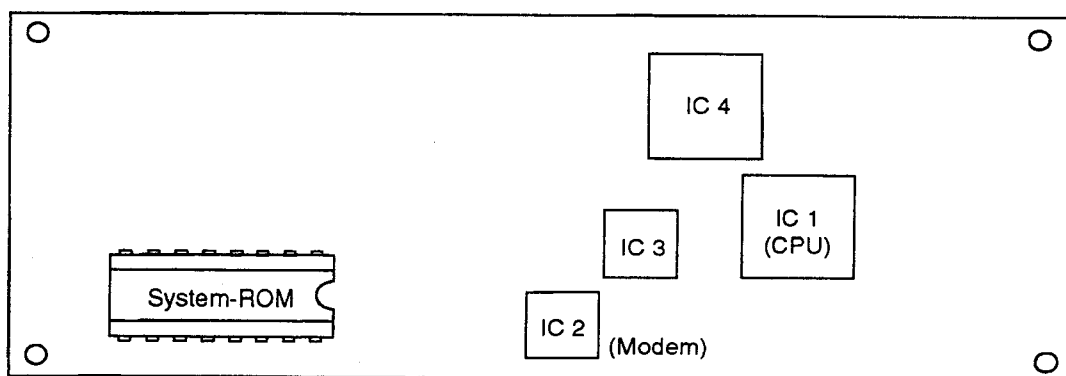 IC 4
IC 1
(CPU)
IC 3
System-ROM
IC 2
(Modem)